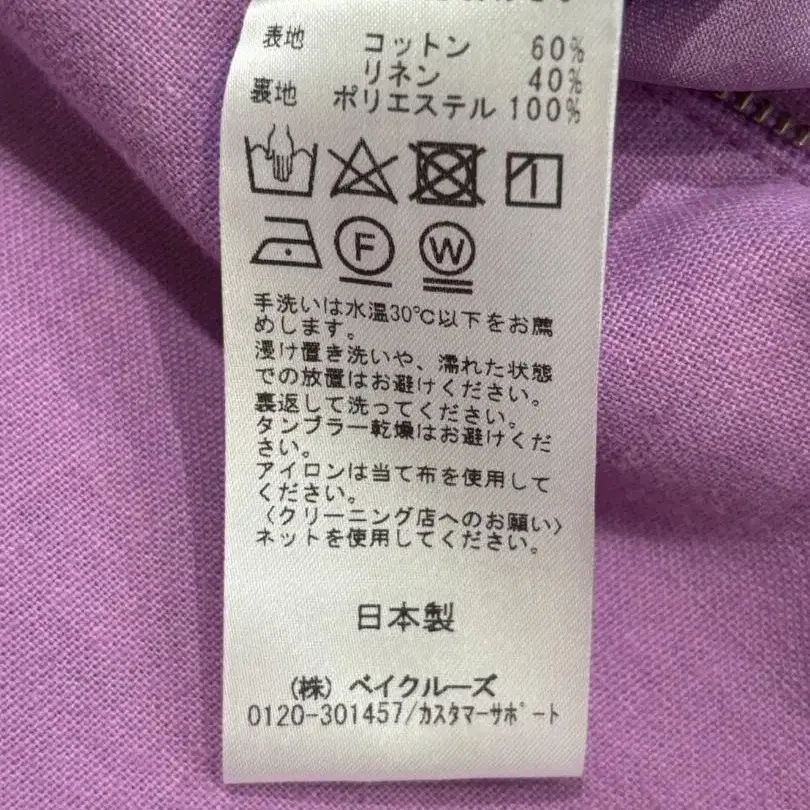 表地 コットン 60%
リネン 40%
裏地 ポリエステル 100%
F W
手洗いは水温30℃以下をお薦
めします。
浸け置き洗いや、濡れた状態
での放置はお避けください。
裏返して洗ってください。
タンブラー乾燥はお避けくだ
さい。
アイロンは当て布を使用して
ください。
〈クリーニング店へのお願い〉
ネットを使用してください。
日本製
(株) ベイクルーズ
0120-301457/カスタマーサポート